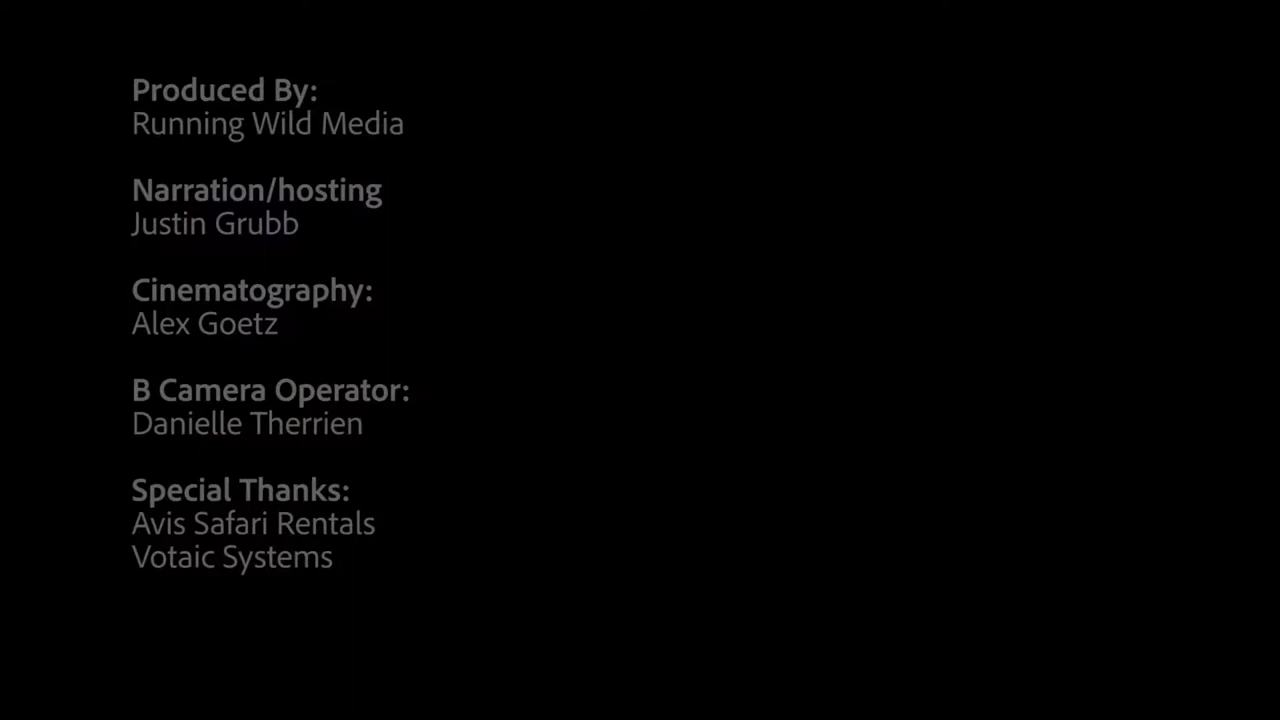 Produced By:
Running Wild Media
Narration/hosting
Justin Grubb
Cinematography:
Alex Goetz
B Camera Operator:
Danielle Therrien
Special Thanks:
Avis Safari Rentals
Votaic Systems